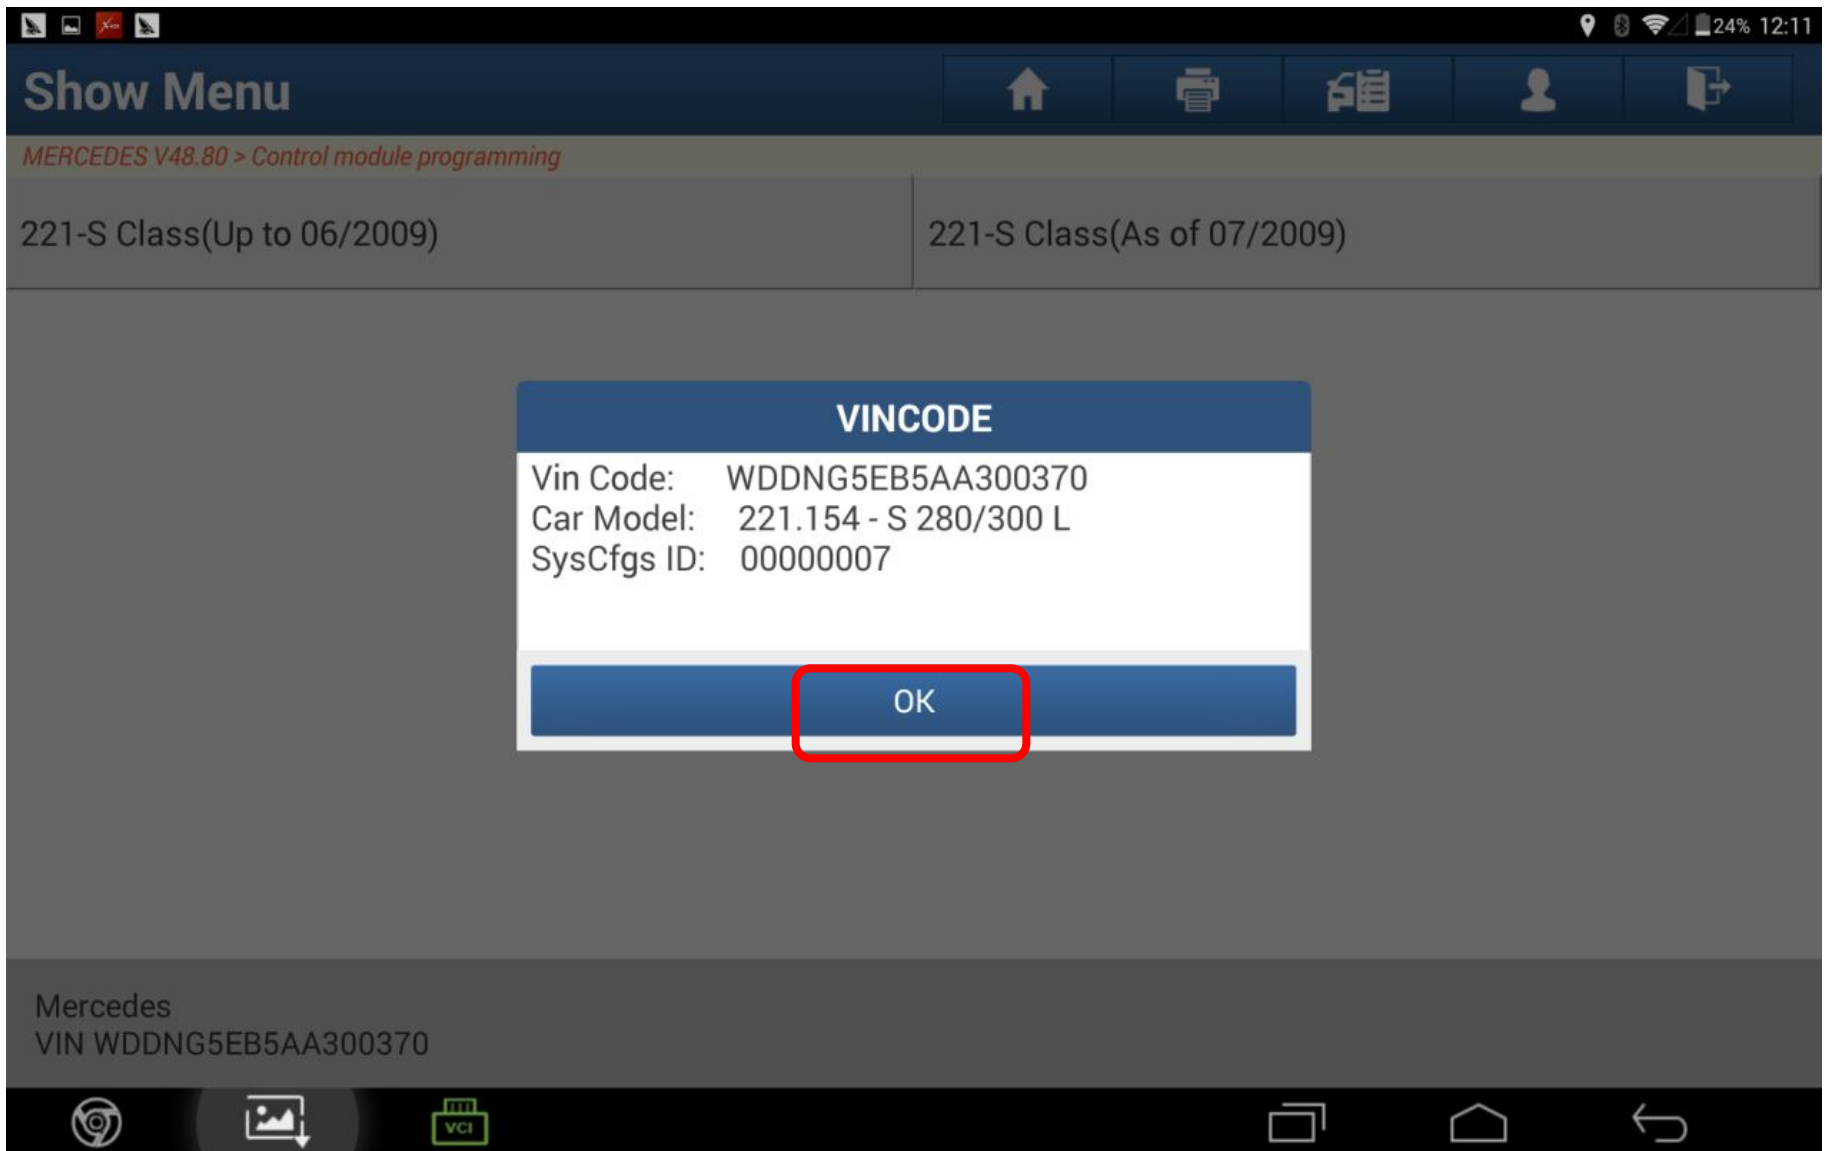 24% 12:11
Show Menu
MERCEDES V48.80 > Control module programming
221-S Class(Up to 06/2009) 221-S Class(As of 07/2009)
VINCODE
Vin Code: WDDNG5EB5AA300370
Car Model: 221.154 - S 280/300 L
SysCfgs ID: 00000007
OK
Mercedes
VIN WDDNG5EB5AA300370
VCI